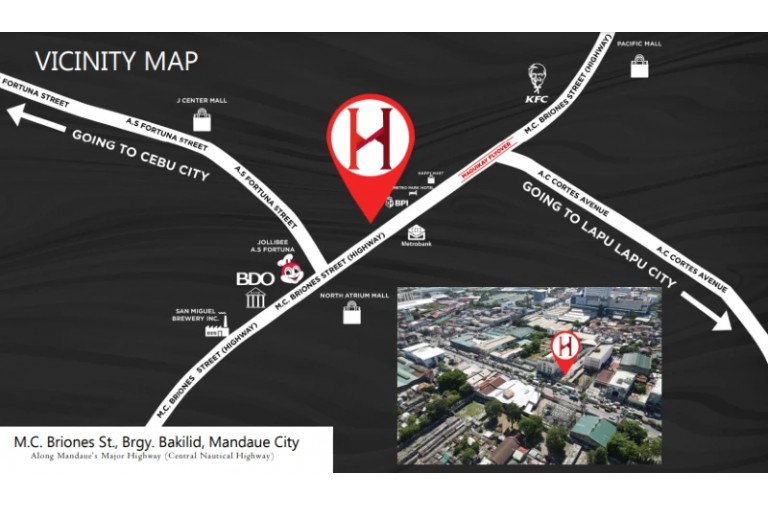 VICINITY MAP
PACIFIC MALL
KFC
M.C. BRIONES STREET (HIGHWAY)
FORTUNA STREET
J CENTER MALL
A.S FORTUNA STREET
GOING TO CEBU CITY
H
MAGUIKAY FLYOVER
METRO PARK HOTEL
BPI
A.C CORTES AVENUE
A.S FORTUNA STREET
GOING TO LAPU LAPU CITY
Metrobank
JOLLIBEE
A.S FORTUNA
M.C. BRIONES STREET (HIGHWAY)
A.C CORTES AVENUE
BDO
NORTH ATRIUM MALL
SAN MIGUEL
BREWERY INC.
M.C. BRIONES STREET (HIGHWAY)
H
M.C. Briones St., Brgy. Bakilid, Mandaue City
Along Mandaue's Major Highway (Central Nautical Highway)